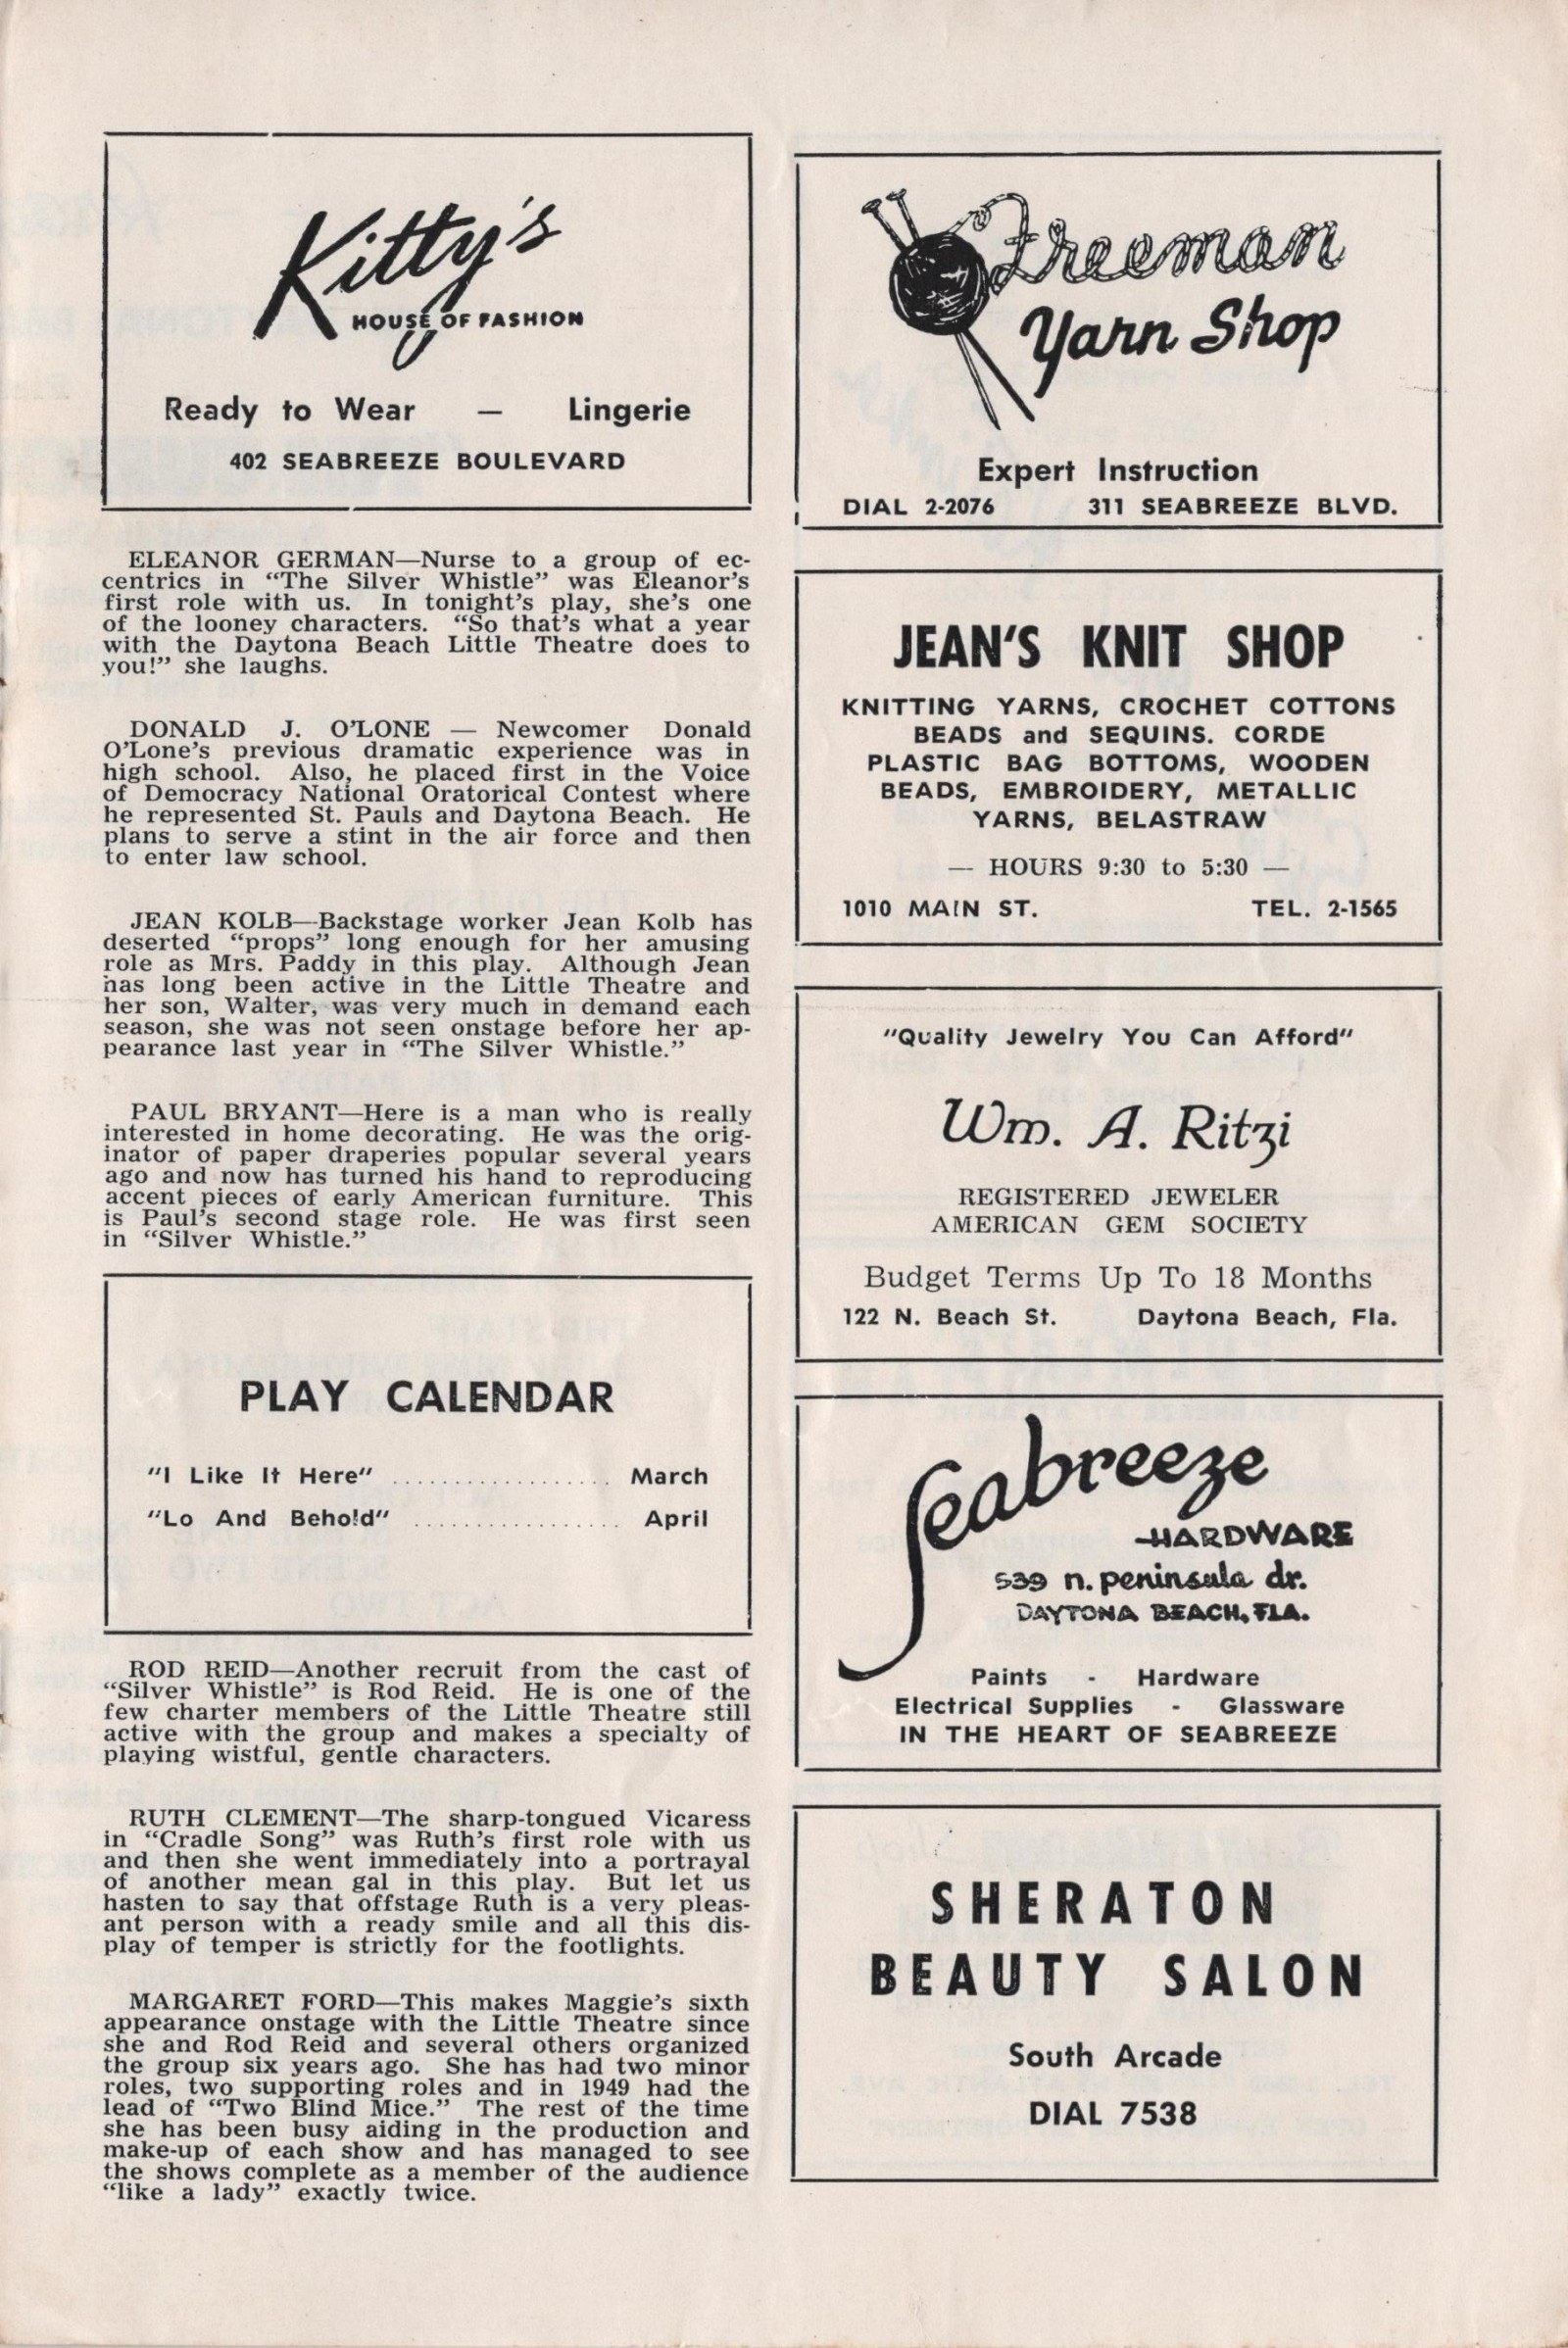 Kitty's
HOUSE OF FASHION
Ready to Wear — Lingerie
402 SEABREEZE BOULEVARD
ELEANOR GERMAN—Nurse to a group of ec-
centrics in “The Silver Whistle” was Eleanor’s
first role with us. In tonight’s play, she’s one
of the looney characters. “So that’s what a year
with the Daytona Beach Little Theatre does to
you!” she laughs.
DONALD J. O’LONE — Newcomer Donald
O’Lone’s previous dramatic experience was in
high school. Also, he placed first in the Voice
of Democracy National Oratorical Contest where
he represented St. Pauls and Daytona Beach. He
plans to serve a stint in the air force and then
to enter law school.
JEAN KOLB—Backstage worker Jean Kolb has
deserted “props” long enough for her amusing
role as Mrs. Paddy in this play. Although Jean
has long been active in the Little Theatre and
her son, Walter, was very much in demand each
season, she was not seen onstage before her ap-
pearance last year in “The Silver Whistle.”
PAUL BRYANT—Here is a man who is really
interested in home decorating. He was the orig-
inator of paper draperies popular several years
ago and now has turned his hand to reproducing
accent pieces of early American furniture. This
is Paul’s second stage role. He was first seen
in “Silver Whistle.”
PLAY CALENDAR
"I Like It Here" ................. March
"Lo And Behold" ................. April
ROD REID—Another recruit from the cast of
“Silver Whistle” is Rod Reid. He is one of the
few charter members of the Little Theatre still
active with the group and makes a specialty of
playing wistful, gentle characters.
RUTH CLEMENT—The sharp-tongued Vicaress
in “Cradle Song” was Ruth’s first role with us
and then she went immediately into a portrayal
of another mean gal in this play. But let us
hasten to say that offstage Ruth is a very pleas-
ant person with a ready smile and all this dis-
play of temper is strictly for the footlights.
MARGARET FORD—This makes Maggie’s sixth
appearance onstage with the Little Theatre since
she and Rod Reid and several others organized
the group six years ago. She has had two minor
roles, two supporting roles and in 1949 had the
lead of “Two Blind Mice.” The rest of the time
she has been busy aiding in the production and
make-up of each show and has managed to see
the shows complete as a member of the audience
“like a lady” exactly twice.
Freeman
Yarn Shop
Expert Instruction
DIAL 2-2076 311 SEABREEZE BLVD.
JEAN'S KNIT SHOP
KNITTING YARNS, CROCHET COTTONS
BEADS and SEQUINS. CORDE
PLASTIC BAG BOTTOMS, WOODEN
BEADS, EMBROIDERY, METALLIC
YARNS, BELASTRAW
— HOURS 9:30 to 5:30 —
1010 MAIN ST. TEL. 2-1565
"Quality Jewelry You Can Afford"
Wm. A. Ritzi
REGISTERED JEWELER
AMERICAN GEM SOCIETY
Budget Terms Up To 18 Months
122 N. Beach St. Daytona Beach, Fla.
Seabreeze
HARDWARE
539 n. peninsula dr.
DAYTONA BEACH, FLA.
Paints - Hardware
Electrical Supplies - Glassware
IN THE HEART OF SEABREEZE
SHERATON
BEAUTY SALON
South Arcade
DIAL 7538